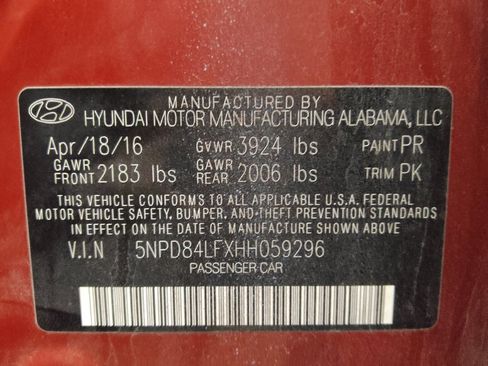 MANUFACTURED BY
HYUNDAI MOTOR MANUFACTURING ALABAMA, LLC
Apr/18/16 GVWR 3924 lbs PAINT PR
GAWR FRONT 2183 lbs GAWR REAR 2006 lbs TRIM PK
THIS VEHICLE CONFORMS TO ALL APPLICABLE U.S.A. FEDERAL
MOTOR VEHICLE SAFETY, BUMPER, AND THEFT PREVENTION STANDARDS
IN EFFECT ON THE DATE OF MANUFACTURE SHOWN ABOVE.
V.I.N 5NPD84LFXHH059296
PASSENGER CAR